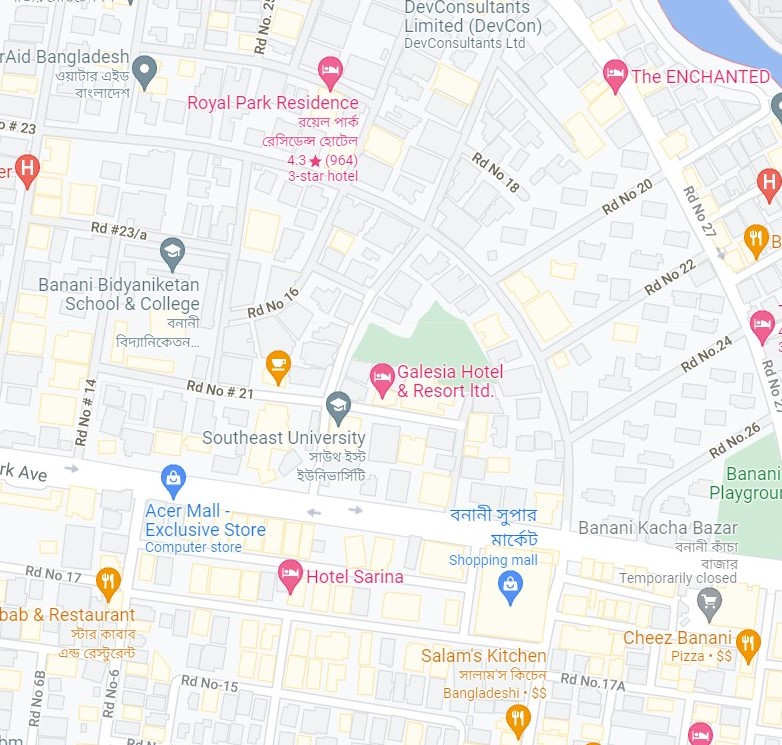 DevConsultants
Limited (DevCon)
DevConsultants Ltd
Rd No. 25
rAid Bangladesh
ওয়াটার এইড
বাংলাদেশ
The ENCHANTED
Royal Park Residence
রয়েল পার্ক
রেসিডেন্স হোটেল
4.3★ (964)
3-star hotel
o # 23
er
H
H
Rd No 18
Rd No 20
Rd No 27
Rd #23/a
B
Banani Bidyaniketan
School & College
বনানী
বিদ্যানিকেতন...
Rd No 16
Rd No 22
Rd No.24
Galesia Hotel
& Resort ltd.
Rd No # 21
Rd No # 14
Southeast University
সাউথ ইস্ট
ইউনিভার্সিটি
Rd No.26
Banani
Playgroun
rk Ave
Acer Mall -
Exclusive Store
Computer store
বনানী সুপার
মার্কেট
Shopping mall
Banani Kacha Bazar
বনানী কাঁচা
বাজার
Temporarily closed
Rd No 17
Hotel Sarina
bab & Restaurant
স্টার কাবাব
এন্ড রেস্টুরেন্ট
Cheez Banani
Pizza • $$
Salam's Kitchen
সালাম'স কিচেন
Bangladeshi • $$
Rd No.17A
Rd No-15
Rd No.6B
Rd No-6
bm